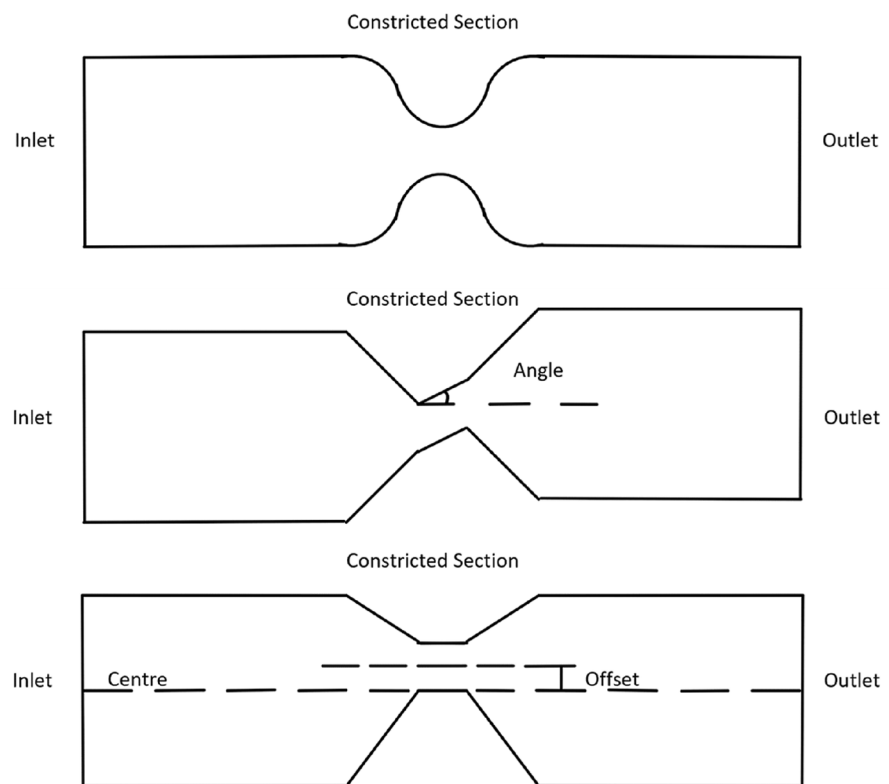 Constricted Section
Inlet
Outlet
Constricted Section
Angle
Inlet
Outlet
Constricted Section
Inlet
Centre
Offset
Outlet